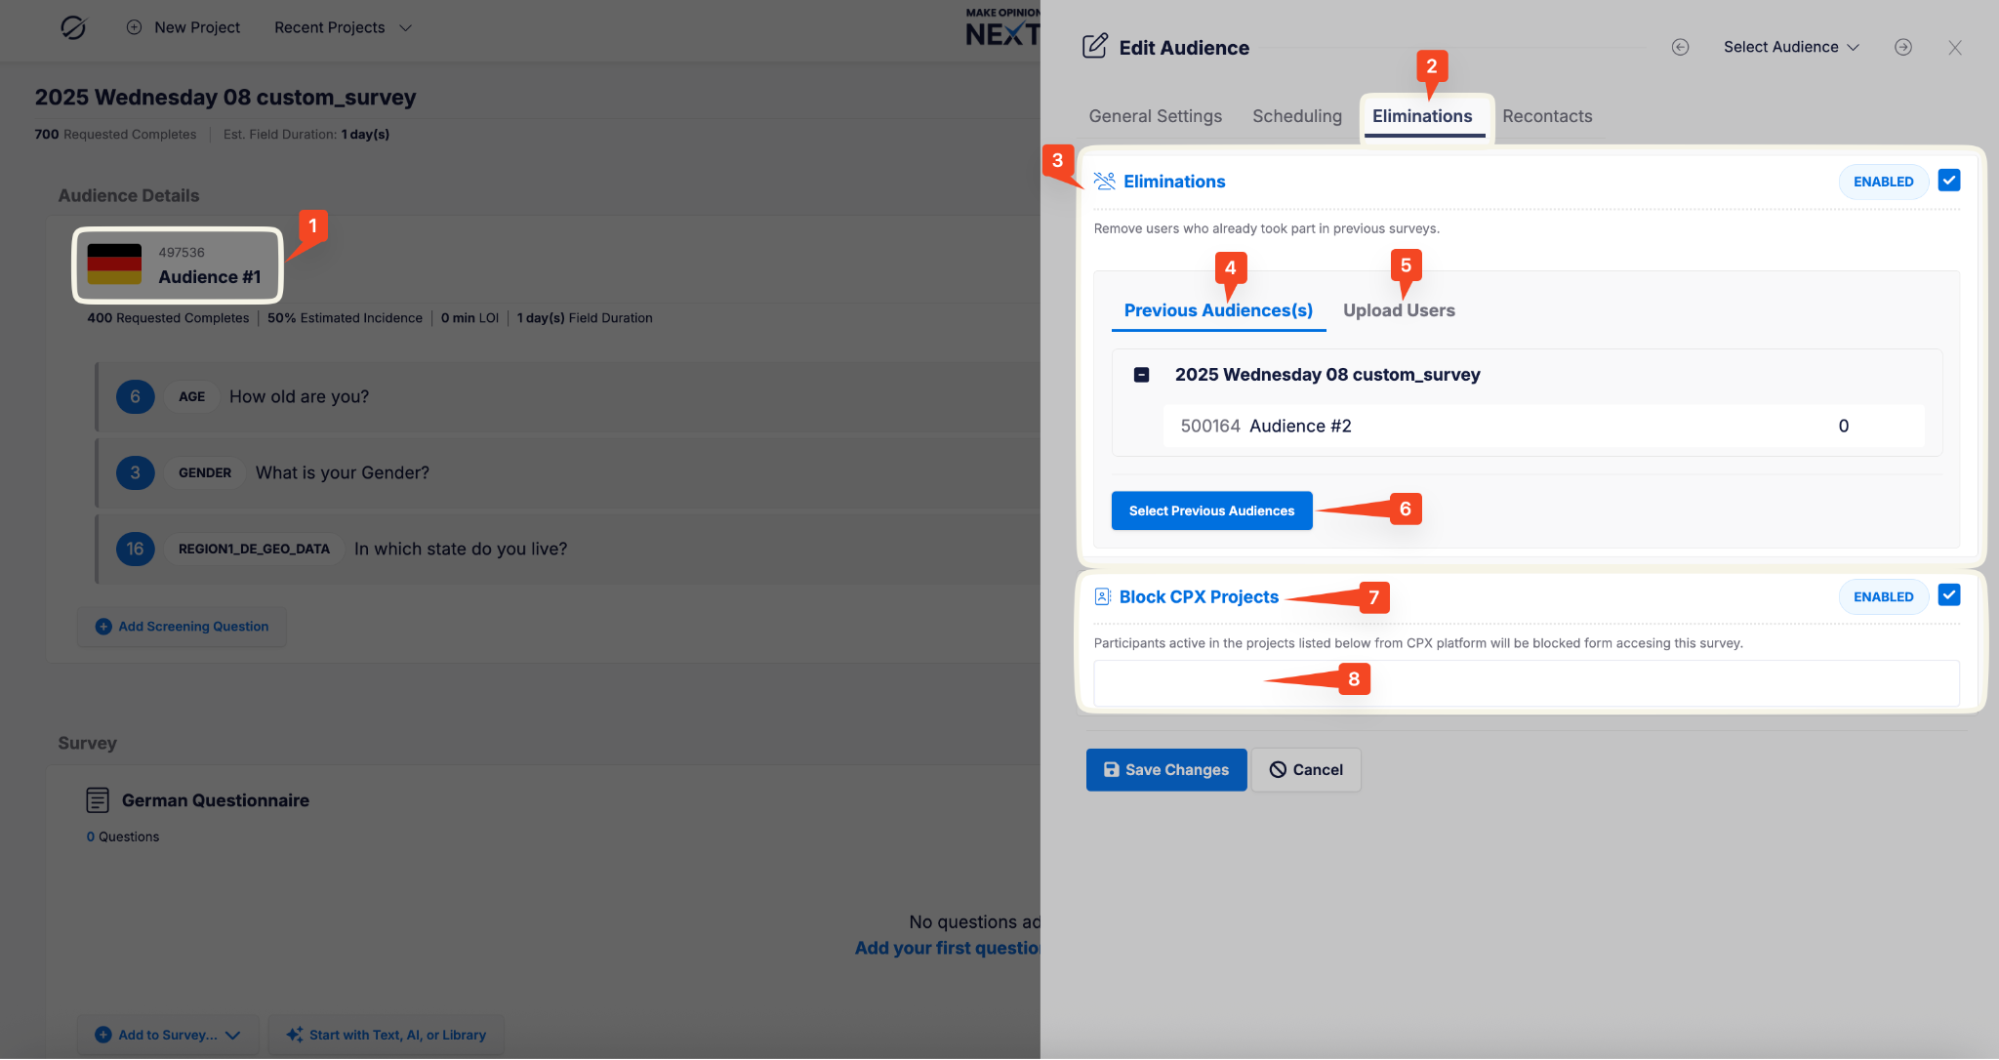 New Project
Recent Projects
MAKE OPINION
NEXT
2025 Wednesday 08 custom_survey
700 Requested Completes | Est. Field Duration: 1 day(s)
Audience Details
1
497536
Audience #1
400 Requested Completes | 50% Estimated Incidence | 0 min LOI | 1 day(s) Field Duration
6 AGE How old are you?
3 GENDER What is your Gender?
16 REGION1_DE_GEO_DATA In which state do you live?
Add Screening Question
Survey
German Questionnaire
0 Questions
No questions ad
Add your first questio
Add to Survey...
Start with Text, AI, or Library
Edit Audience
Select Audience
2
General Settings
Scheduling
Eliminations
Recontacts
3
Eliminations
ENABLED
Remove users who already took part in previous surveys.
4
5
Previous Audiences(s)
Upload Users
2025 Wednesday 08 custom_survey
500164 Audience #2 0
Select Previous Audiences
6
Block CPX Projects
7
ENABLED
Participants active in the projects listed below from CPX platform will be blocked form accesing this survey.
8
Save Changes
Cancel